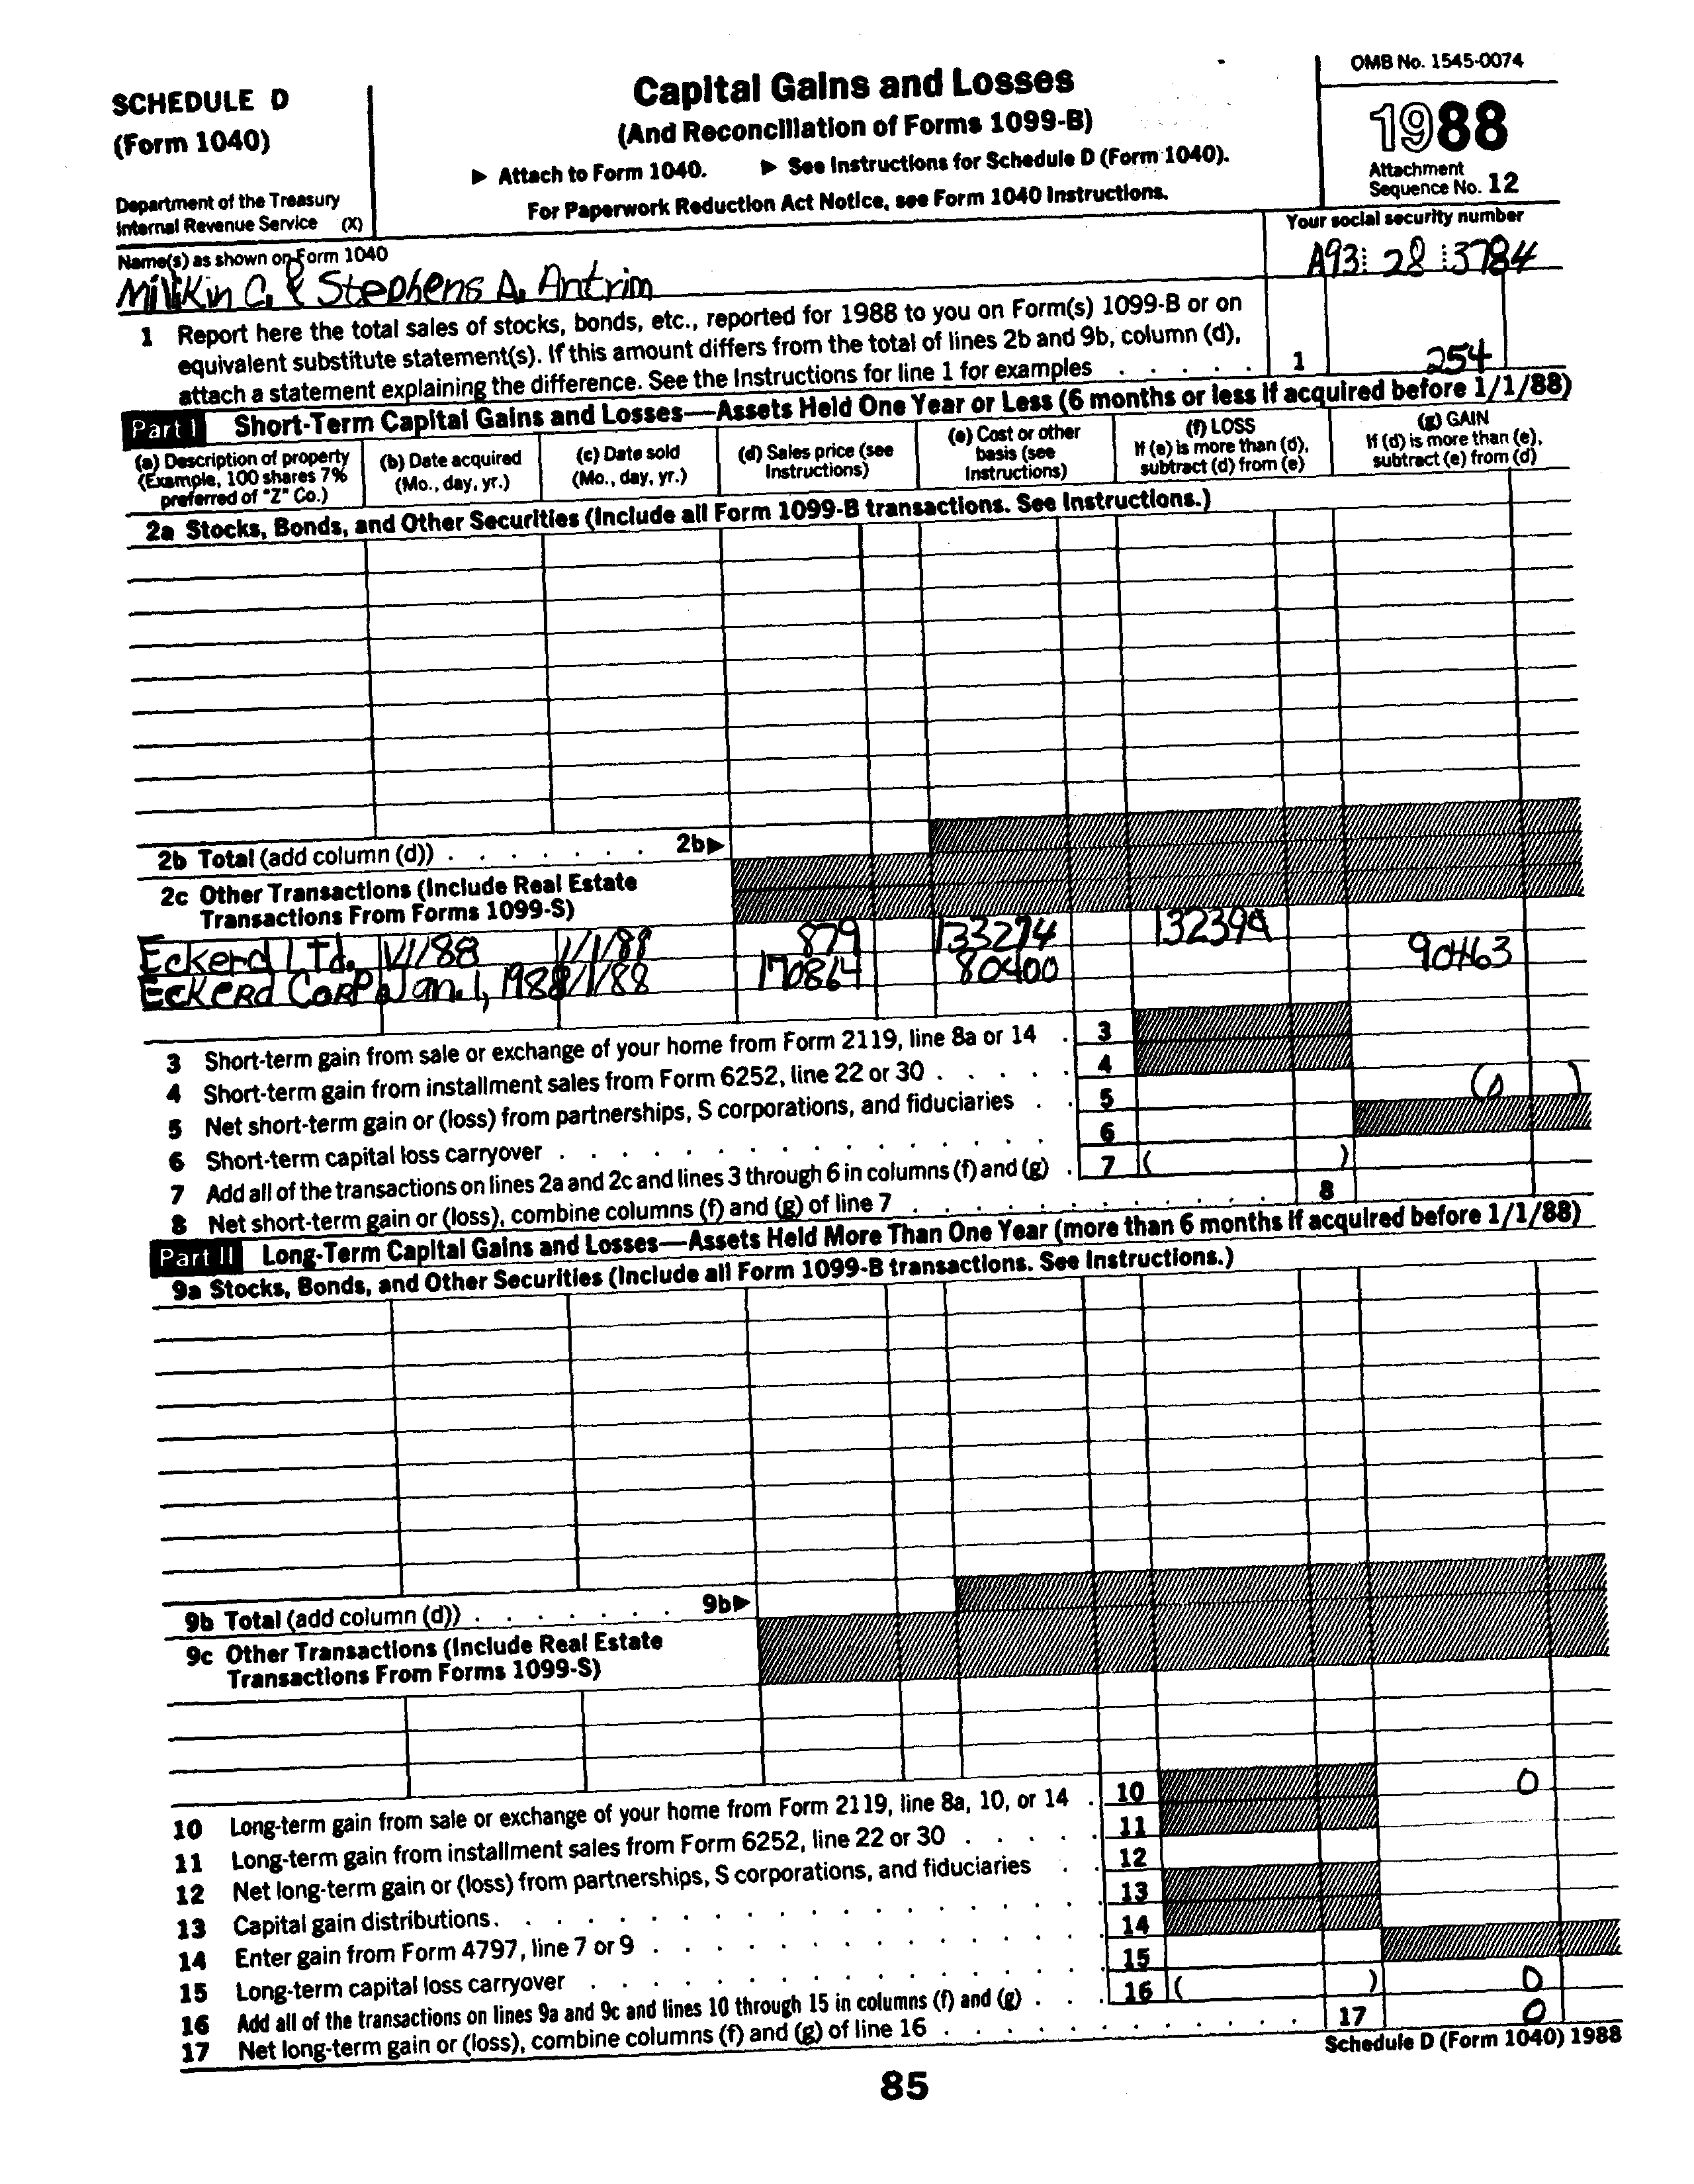 SCHEDULE D
(Form 1040)
Department of the Treasury
Internal Revenue Service (X)
Capital Gains and Losses
(And Reconciliation of Forms 1099-B)
▶ Attach to Form 1040. ▶ See Instructions for Schedule D (Form 1040).
For Paperwork Reduction Act Notice, see Form 1040 Instructions.
OMB No. 1545-0074
1988
Attachment
Sequence No. 12
Name(s) as shown on Form 1040
Millikin C. & Stephens A. Antrim
Your social security number
A93 28 3784
1 Report here the total sales of stocks, bonds, etc., reported for 1988 to you on Form(s) 1099-B or on
equivalent substitute statement(s). If this amount differs from the total of lines 2b and 9b, column (d),
attach a statement explaining the difference. See the Instructions for line 1 for examples . . . . . 1 254
Part I Short-Term Capital Gains and Losses—Assets Held One Year or Less (6 months or less if acquired before 1/1/88)
(a) Description of property
(Example, 100 shares 7%
preferred of "Z" Co.)
(b) Date acquired
(Mo., day, yr.)
(c) Date sold
(Mo., day, yr.)
(d) Sales price (see
Instructions)
(e) Cost or other
basis (see
Instructions)
(f) LOSS
If (e) is more than (d),
subtract (d) from (e)
(g) GAIN
If (d) is more than (e),
subtract (e) from (d)
2a Stocks, Bonds, and Other Securities (Include all Form 1099-B transactions. See Instructions.)
2b Total (add column (d)) . . . . . . . 2b▶
2c Other Transactions (Include Real Estate
Transactions From Forms 1099-S)
Eckerd LTd. 1/1/88 1/1/88 879 133274 132394
Eckerd Corp Jan. 1, 1988 1/1/88 170864 80400 90463
3 Short-term gain from sale or exchange of your home from Form 2119, line 8a or 14 . 3
4 Short-term gain from installment sales from Form 6252, line 22 or 30 . . . . . 4
5 Net short-term gain or (loss) from partnerships, S corporations, and fiduciaries . . 5 (0 )
6 Short-term capital loss carryover . . . . . . . . . . . . . . . 6
7 Add all of the transactions on lines 2a and 2c and lines 3 through 6 in columns (f) and (g) . 7 ( )
8 Net short-term gain or (loss), combine columns (f) and (g) of line 7 . . . . . . . . . . . 8
Part II Long-Term Capital Gains and Losses—Assets Held More Than One Year (more than 6 months if acquired before 1/1/88)
9a Stocks, Bonds, and Other Securities (Include all Form 1099-B transactions. See Instructions.)
9b Total (add column (d)) . . . . . . . 9b▶
9c Other Transactions (Include Real Estate
Transactions From Forms 1099-S)
10 Long-term gain from sale or exchange of your home from Form 2119, line 8a, 10, or 14 . 10 0
11 Long-term gain from installment sales from Form 6252, line 22 or 30 . . . . . 11
12 Net long-term gain or (loss) from partnerships, S corporations, and fiduciaries . . 12
13 Capital gain distributions. . . . . . . . . . . . . . . . . . . 13
14 Enter gain from Form 4797, line 7 or 9 . . . . . . . . . . . . . . 14
15 Long-term capital loss carryover . . . . . . . . . . . . . . . . 15
16 Add all of the transactions on lines 9a and 9c and lines 10 through 15 in columns (f) and (g) . . . 16 ( ) 0
17 Net long-term gain or (loss), combine columns (f) and (g) of line 16 . . . . . . . . . . . . 17 0
Schedule D (Form 1040) 1988
85